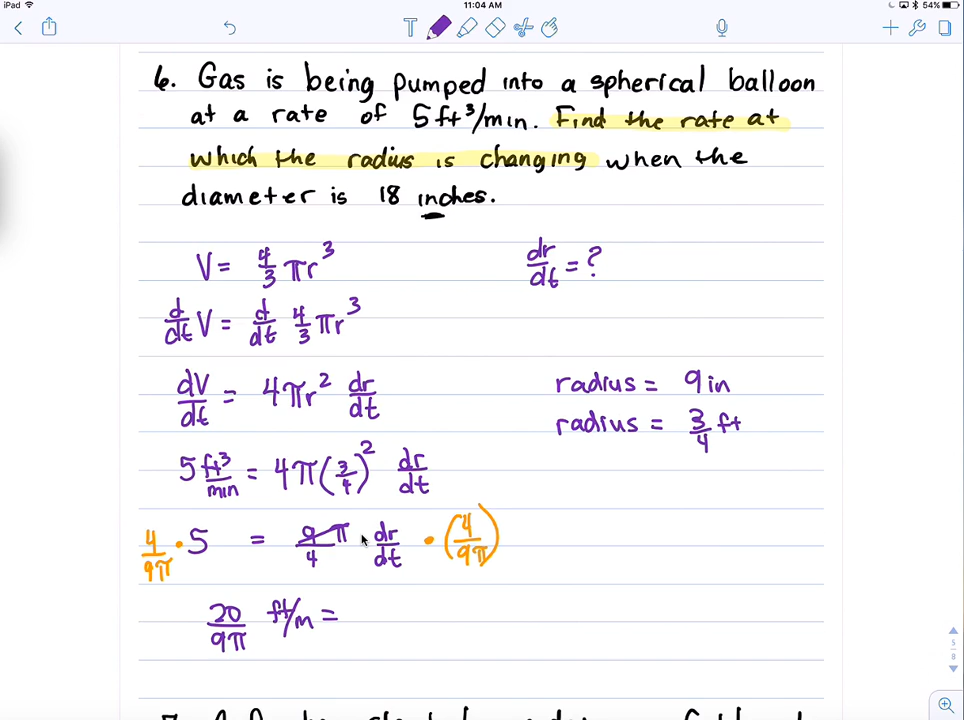 iPad 11:04 AM 54%
6. Gas is being pumped into a spherical balloon
at a rate of 5ft³/min. Find the rate at
which the radius is changing when the
diameter is 18 inches.
V = 4/3 πr³
dr/dt = ?
d/dt V = d/dt 4/3 πr³
dV/dt = 4πr² dr/dt
radius = 9in
radius = 3/4 ft
5 ft³/min = 4π(3/4)² dr/dt
4/9π · 5 = 9π/4 dr/dt · (4/9π)
20/9π ft/m =
5
8